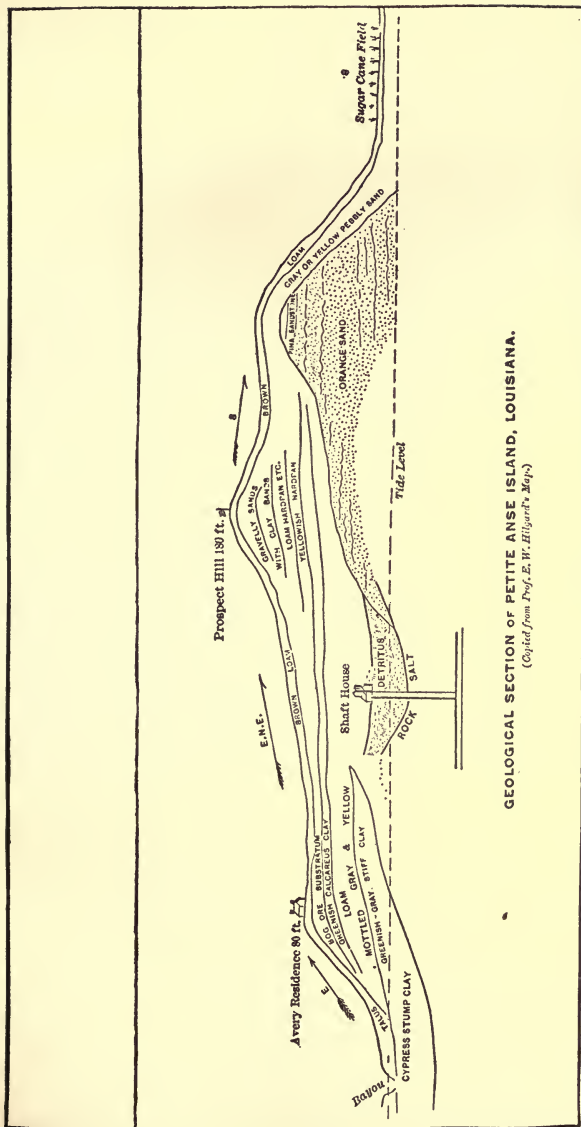 Prospect Hill 180 ft.
Avery Residence 80 ft.
E.N.E.
E
S
S
Sugar Cane Field
Shaft House
BROWN LOAM
BROWN
LOAM
GRAVELLY SANDS
WITH CLAY BANDS
LOAM HARDPAN ETC.
YELLOWISH HARDPAN
GRAY OR YELLOW PEBBLY SAND
ORANGE SAND
BOG ORE SUBSTRATUM
GREENISH CALCAREUS CLAY
LOAM GRAY & YELLOW
MOTTLED
GREENISH-GRAY STIFF CLAY
TALUS
Bayou
CYPRESS STUMP CLAY
DETRITUS
ROCK SALT
Tide Level
GEOLOGICAL SECTION OF PETITE ANSE ISLAND, LOUISIANA.
(Copied from Prof. E. W. Hilgard's Map.)